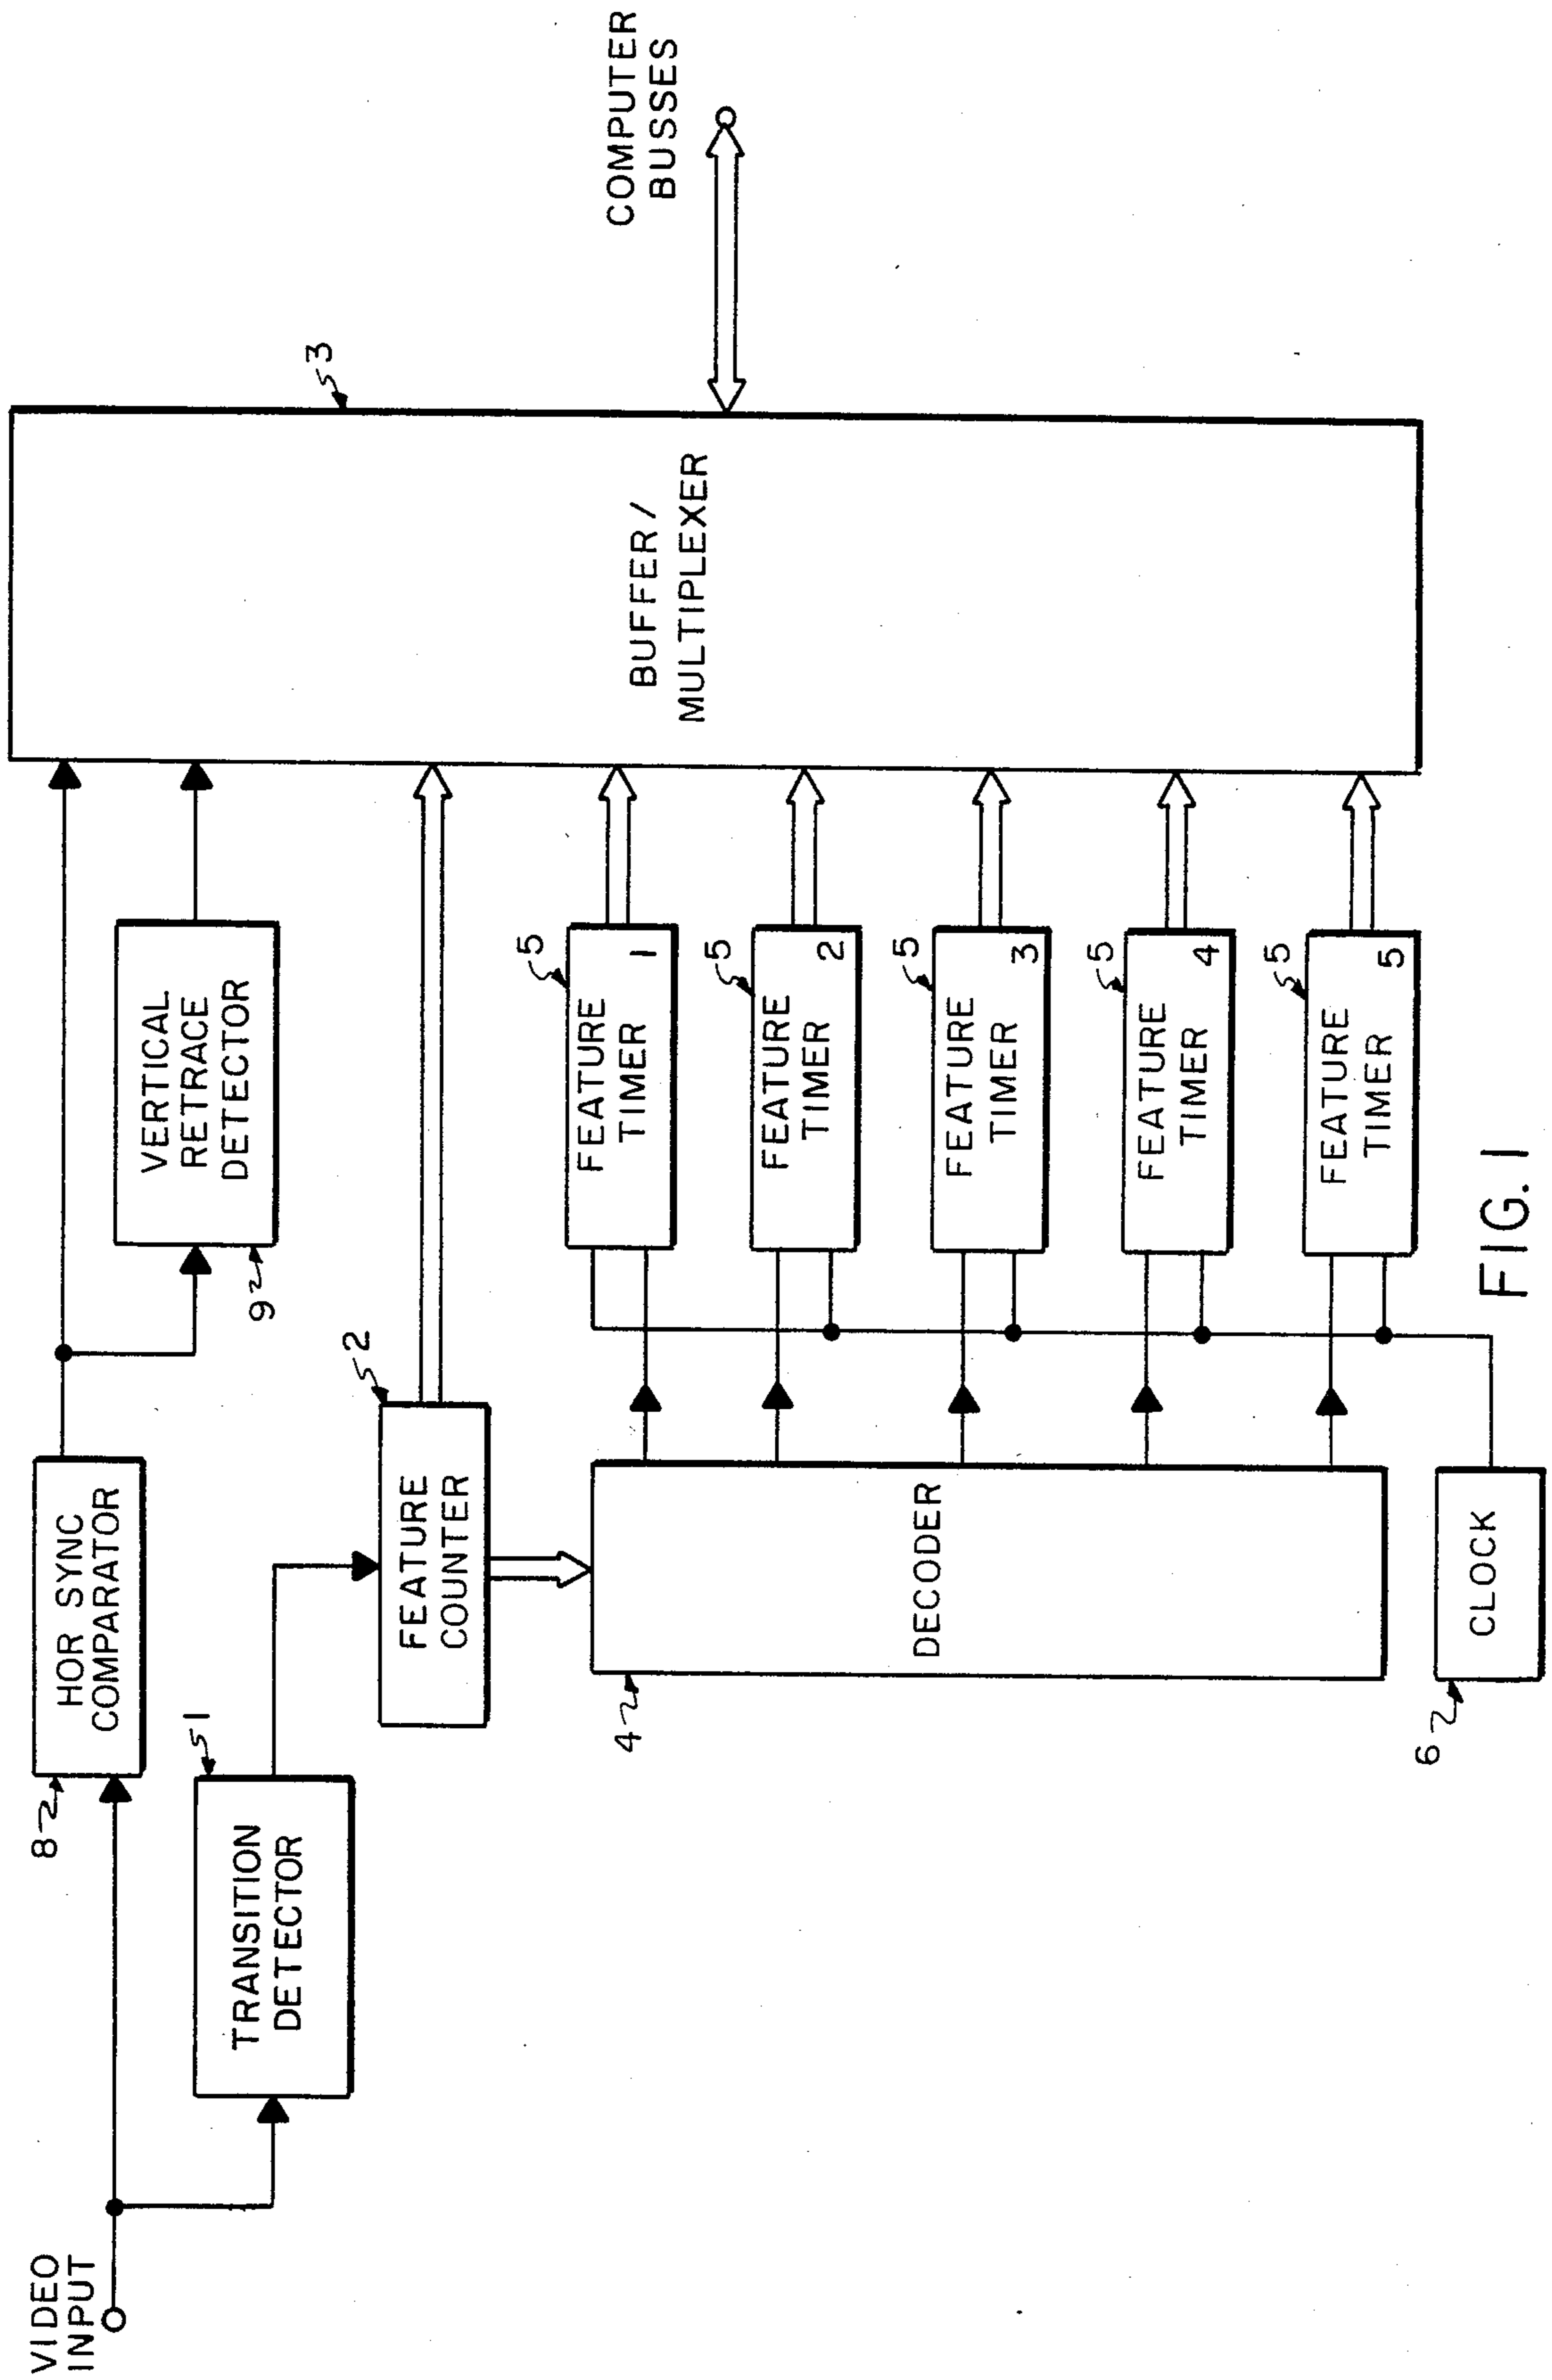 VIDEO
INPUT
8
HOR SYNC
COMPARATOR
1
TRANSITION
DETECTOR
9
VERTICAL
RETRACE
DETECTOR
2
FEATURE
COUNTER
4
DECODER
6
CLOCK
5
FEATURE
TIMER
1
5
FEATURE
TIMER
2
5
FEATURE
TIMER
3
5
FEATURE
TIMER
4
5
FEATURE
TIMER
5
3
BUFFER/
MULTIPLEXER
COMPUTER
BUSSES
FIG. 1